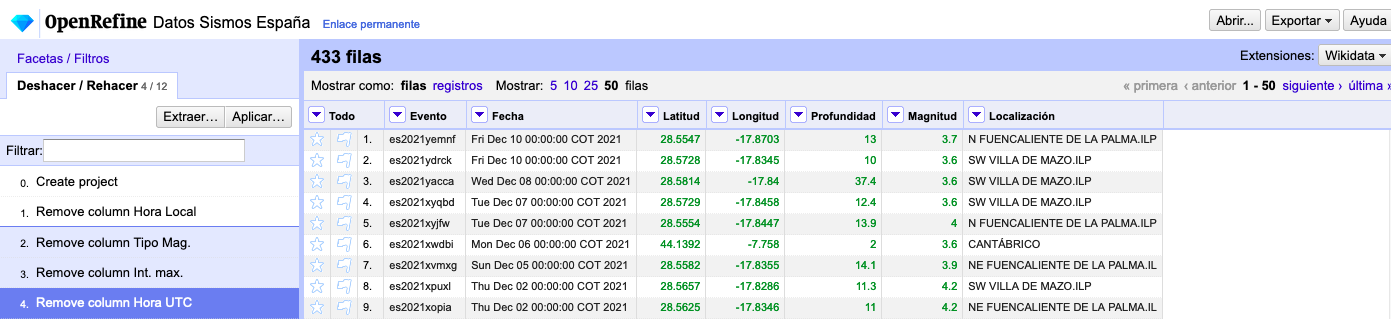 OpenRefine Datos Sismos España Enlace permanente
Abrir... Exportar Ayuda
Facetas / Filtros
Deshacer / Rehacer 4 / 12
Extraer... Aplicar...
Filtrar:
0. Create project
1. Remove column Hora Local
2. Remove column Tipo Mag.
3. Remove column Int. max.
4. Remove column Hora UTC
433 filas
Extensiones: Wikidata
Mostrar como: filas registros Mostrar: 5 10 25 50 filas
« primera ‹ anterior 1 - 50 siguiente › última »
Todo Evento Fecha Latitud Longitud Profundidad Magnitud Localización
1. es2021yemnf Fri Dec 10 00:00:00 COT 2021 28.5547 -17.8703 13 3.7 N FUENCALIENTE DE LA PALMA.ILP
2. es2021ydrck Fri Dec 10 00:00:00 COT 2021 28.5728 -17.8345 10 3.6 SW VILLA DE MAZO.ILP
3. es2021yacca Wed Dec 08 00:00:00 COT 2021 28.5814 -17.84 37.4 3.6 SW VILLA DE MAZO.ILP
4. es2021xyqbd Tue Dec 07 00:00:00 COT 2021 28.5729 -17.8458 12.4 3.6 SW VILLA DE MAZO.ILP
5. es2021xyjfw Tue Dec 07 00:00:00 COT 2021 28.5554 -17.8447 13.9 4 N FUENCALIENTE DE LA PALMA.ILP
6. es2021xwdbi Mon Dec 06 00:00:00 COT 2021 44.1392 -7.758 2 3.6 CANTÁBRICO
7. es2021xvmxg Sun Dec 05 00:00:00 COT 2021 28.5582 -17.8355 14.1 3.9 NE FUENCALIENTE DE LA PALMA.IL
8. es2021xpuxl Thu Dec 02 00:00:00 COT 2021 28.5657 -17.8286 11.3 4.2 SW VILLA DE MAZO.ILP
9. es2021xopia Thu Dec 02 00:00:00 COT 2021 28.5625 -17.8346 11 4.2 NE FUENCALIENTE DE LA PALMA.IL